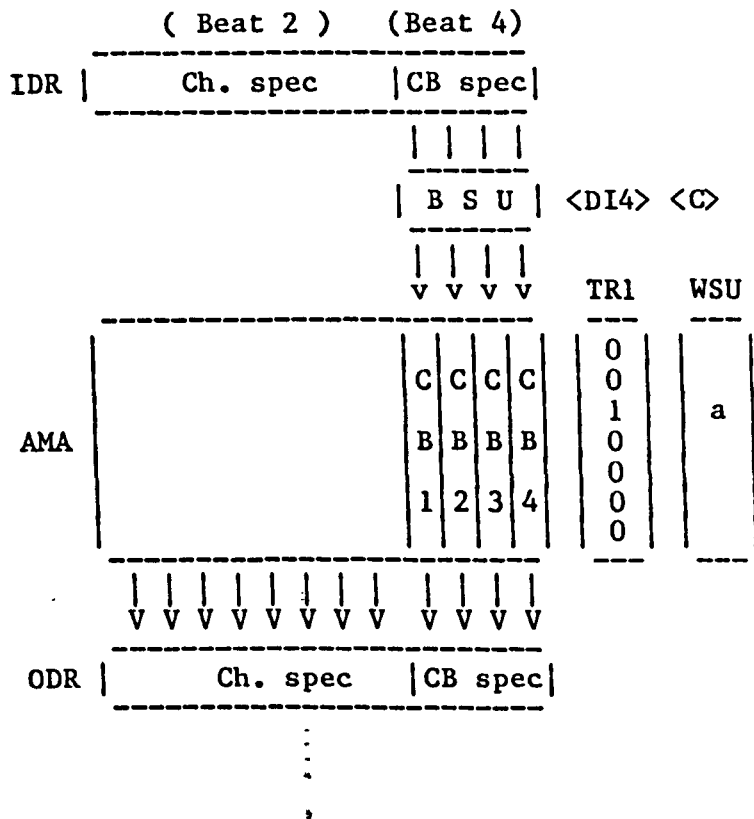 ( Beat 2 ) (Beat 4)
IDR | Ch. spec |CB spec|
| B S U | <DI4> <C>
v v v v TR1 WSU
0
C C C C 0
1 a
AMA B B B B 0
0
1 2 3 4 0
0
V V V V V V V V V V V V
ODR | Ch. spec |CB spec|